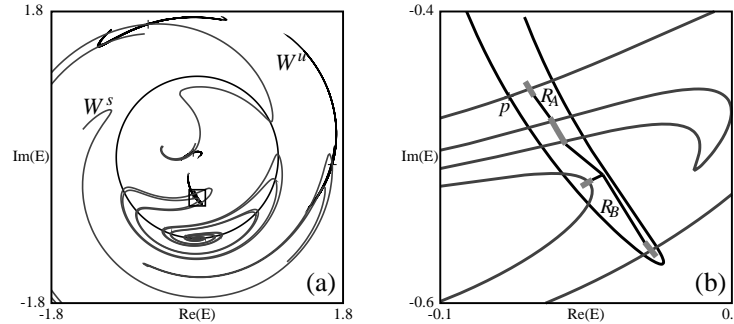 1.8
W^u
W^s
Im(E)
(a)
-1.8
-1.8
Re(E)
1.8
-0.4
R_A
p
Im(E)
R_B
(b)
-0.6
-0.1
Re(E)
0.